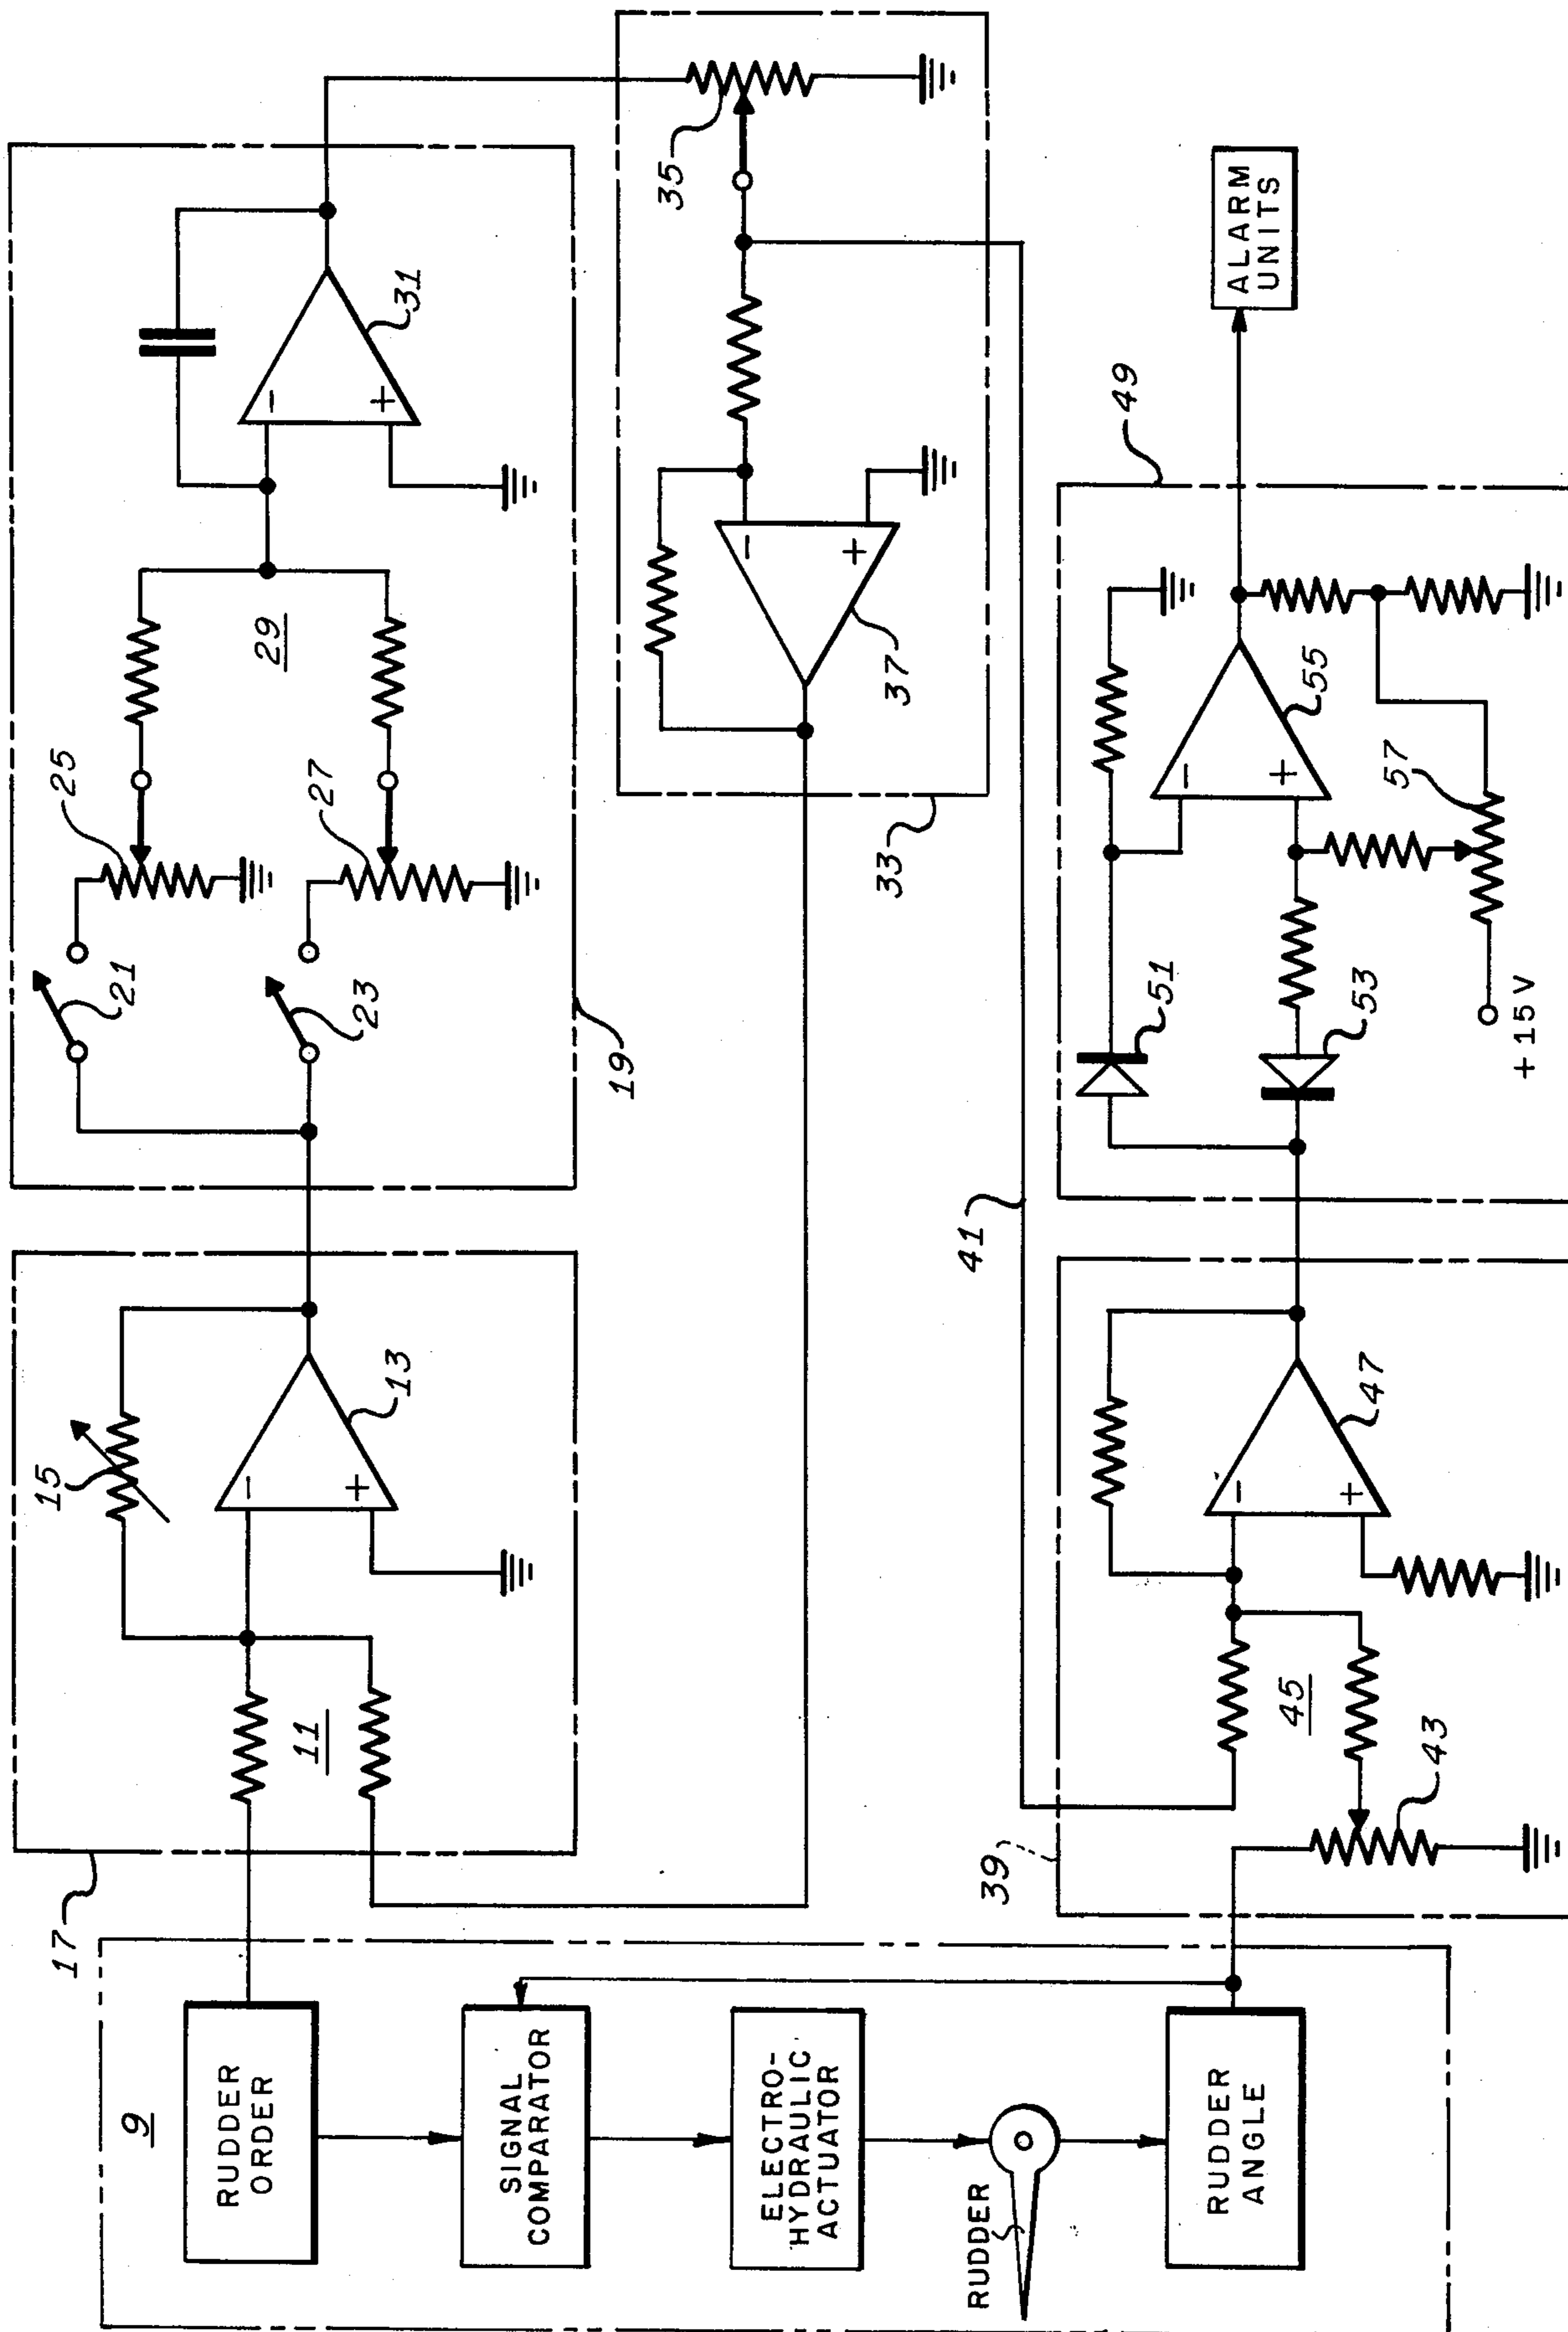 9
RUDDER
ORDER
SIGNAL
COMPARATOR
ELECTRO-
HYDRAULIC
ACTUATOR
RUDDER
RUDDER
ANGLE
17
11
15
-
+
13
19
21
23
25
27
29
-
+
31
33
35
-
+
37
41
39
43
45
-
+
47
49
51
53
-
+
55
57
+15V
ALARM
UNITS